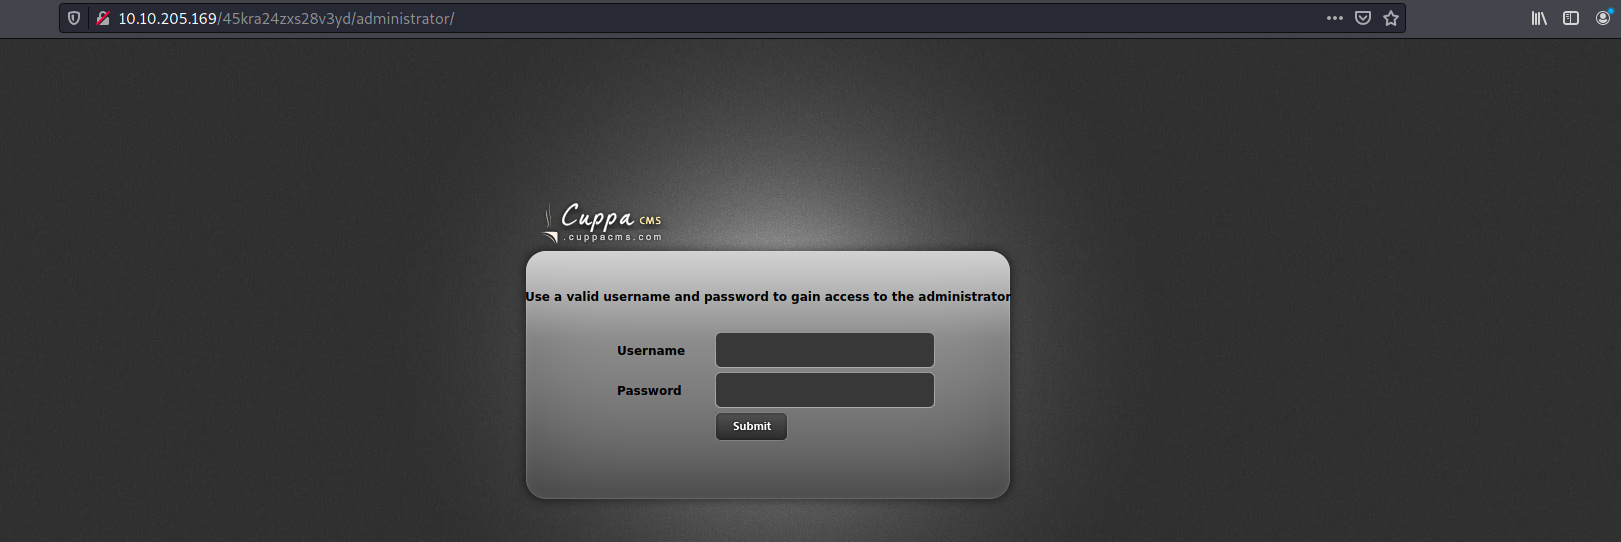 10.10.205.169/45kra24zxs28v3yd/administrator/
Cuppa CMS
.cuppacms.com
Use a valid username and password to gain access to the administrator
Username
Password
Submit